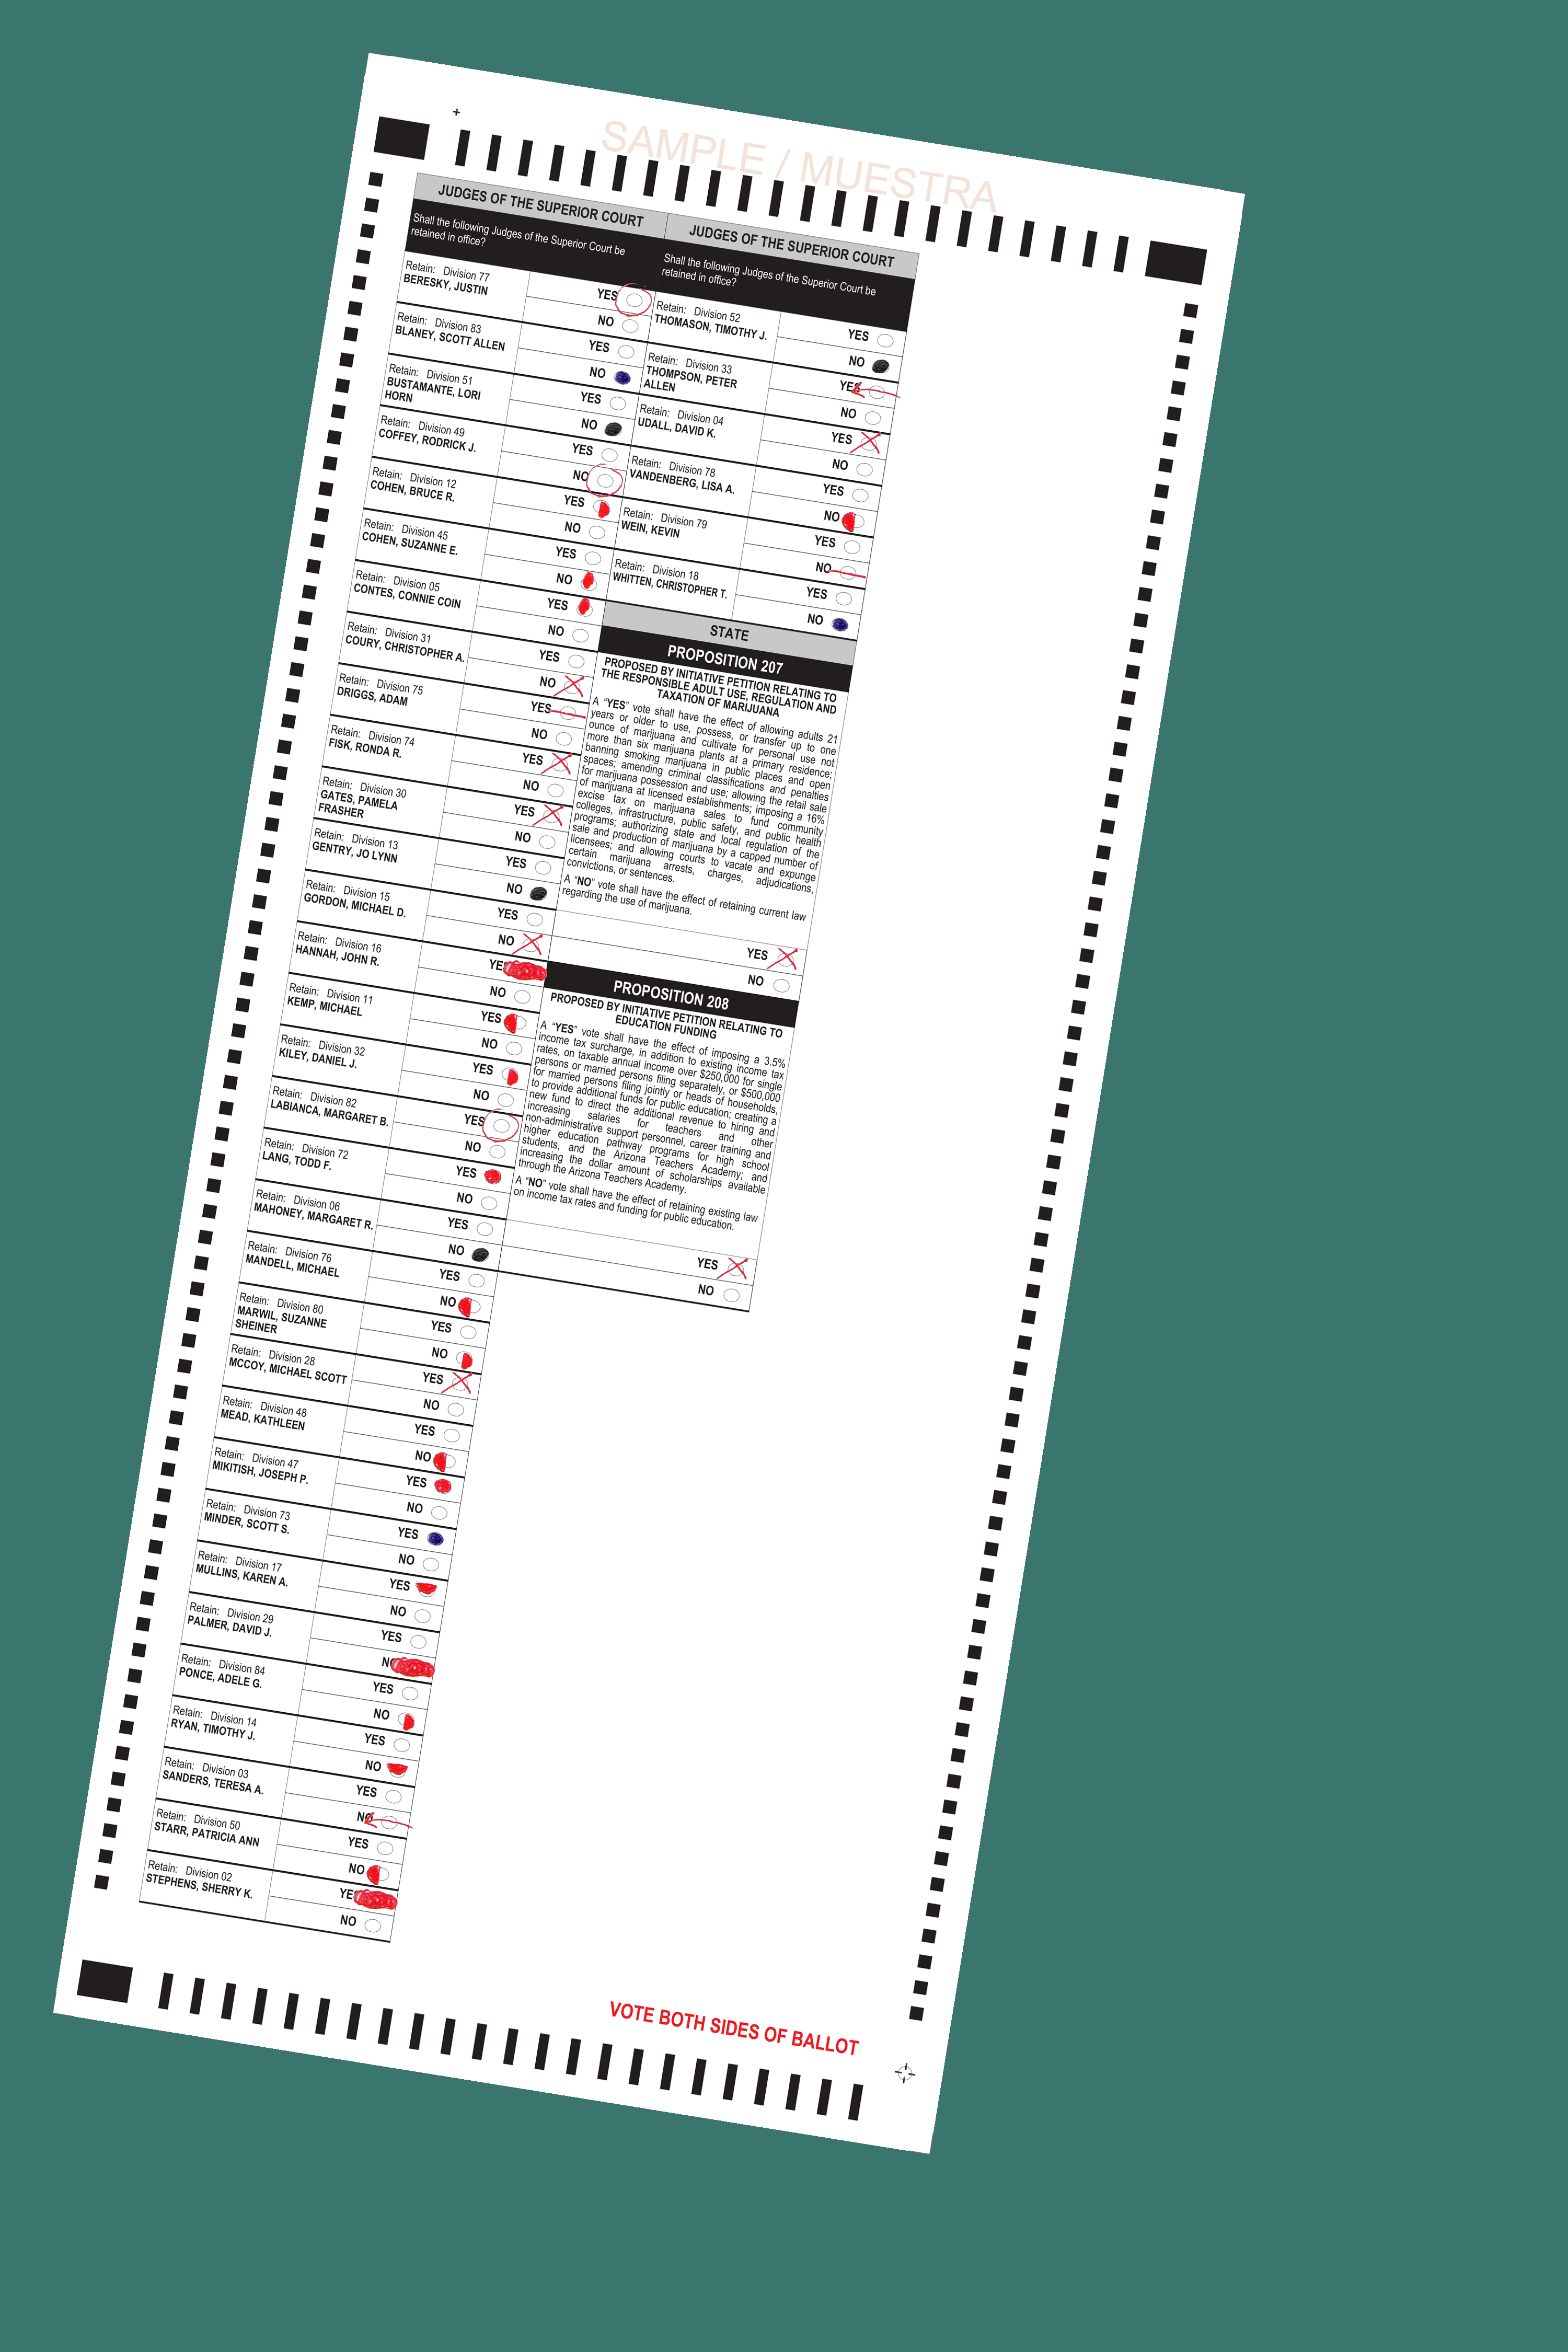 SAMPLE / MUESTRA
JUDGES OF THE SUPERIOR COURT
Shall the following Judges of the Superior Court be
retained in office?
Retain: Division 77
BERESKY, JUSTIN
YES
NO
Retain: Division 83
BLANEY, SCOTT ALLEN
YES
NO
Retain: Division 51
BUSTAMANTE, LORI
HORN
YES
NO
Retain: Division 49
COFFEY, RODRICK J.
YES
NO
Retain: Division 12
COHEN, BRUCE R.
YES
NO
Retain: Division 45
COHEN, SUZANNE E.
YES
NO
Retain: Division 05
CONTES, CONNIE COIN
YES
NO
Retain: Division 31
COURY, CHRISTOPHER A.
YES
NO
Retain: Division 75
DRIGGS, ADAM
YES
NO
Retain: Division 74
FISK, RONDA R.
YES
NO
Retain: Division 30
GATES, PAMELA
FRASHER
YES
NO
Retain: Division 13
GENTRY, JO LYNN
YES
NO
Retain: Division 15
GORDON, MICHAEL D.
YES
NO
Retain: Division 16
HANNAH, JOHN R.
YES
NO
Retain: Division 11
KEMP, MICHAEL
YES
NO
Retain: Division 32
KILEY, DANIEL J.
YES
NO
Retain: Division 82
LABIANCA, MARGARET B.
YES
NO
Retain: Division 72
LANG, TODD F.
YES
NO
Retain: Division 06
MAHONEY, MARGARET R.
YES
NO
Retain: Division 76
MANDELL, MICHAEL
YES
NO
Retain: Division 80
MARWIL, SUZANNE
SHEINER
YES
NO
Retain: Division 28
MCCOY, MICHAEL SCOTT
YES
NO
Retain: Division 48
MEAD, KATHLEEN
YES
NO
Retain: Division 47
MIKITISH, JOSEPH P.
YES
NO
Retain: Division 73
MINDER, SCOTT S.
YES
NO
Retain: Division 17
MULLINS, KAREN A.
YES
NO
Retain: Division 29
PALMER, DAVID J.
YES
NO
Retain: Division 84
PONCE, ADELE G.
YES
NO
Retain: Division 14
RYAN, TIMOTHY J.
YES
NO
Retain: Division 03
SANDERS, TERESA A.
YES
NO
Retain: Division 50
STARR, PATRICIA ANN
YES
NO
Retain: Division 02
STEPHENS, SHERRY K.
YES
NO
JUDGES OF THE SUPERIOR COURT
Shall the following Judges of the Superior Court be
retained in office?
Retain: Division 52
THOMASON, TIMOTHY J.
YES
NO
Retain: Division 33
THOMPSON, PETER
ALLEN
YES
NO
Retain: Division 04
UDALL, DAVID K.
YES
NO
Retain: Division 78
VANDENBERG, LISA A.
YES
NO
Retain: Division 79
WEIN, KEVIN
YES
NO
Retain: Division 18
WHITTEN, CHRISTOPHER T.
YES
NO
STATE
PROPOSITION 207
PROPOSED BY INITIATIVE PETITION RELATING TO
THE RESPONSIBLE ADULT USE, REGULATION AND
TAXATION OF MARIJUANA
A “YES” vote shall have the effect of allowing adults 21
years or older to use, possess, or transfer up to one
ounce of marijuana and cultivate for personal use not
more than six marijuana plants at a primary residence;
banning smoking marijuana in public places and open
spaces; amending criminal classifications and penalties
for marijuana possession and use; allowing the retail sale
of marijuana at licensed establishments; imposing a 16%
excise tax on marijuana sales to fund community
colleges, infrastructure, public safety, and public health
programs; authorizing state and local regulation of the
sale and production of marijuana by a capped number of
licensees; and allowing courts to vacate and expunge
certain marijuana arrests, charges, adjudications,
convictions, or sentences.
A “NO” vote shall have the effect of retaining current law
regarding the use of marijuana.
YES
NO
PROPOSITION 208
PROPOSED BY INITIATIVE PETITION RELATING TO
EDUCATION FUNDING
A “YES” vote shall have the effect of imposing a 3.5%
income tax surcharge, in addition to existing income tax
rates, on taxable annual income over $250,000 for single
persons or married persons filing separately, or $500,000
for married persons filing jointly or heads of households,
to provide additional funds for public education; creating a
new fund to direct the additional revenue to hiring and
increasing salaries for teachers and other
non-administrative support personnel, career training and
higher education pathway programs for high school
students, and the Arizona Teachers Academy; and
increasing the dollar amount of scholarships available
through the Arizona Teachers Academy.
A “NO” vote shall have the effect of retaining existing law
on income tax rates and funding for public education.
YES
NO
VOTE BOTH SIDES OF BALLOT